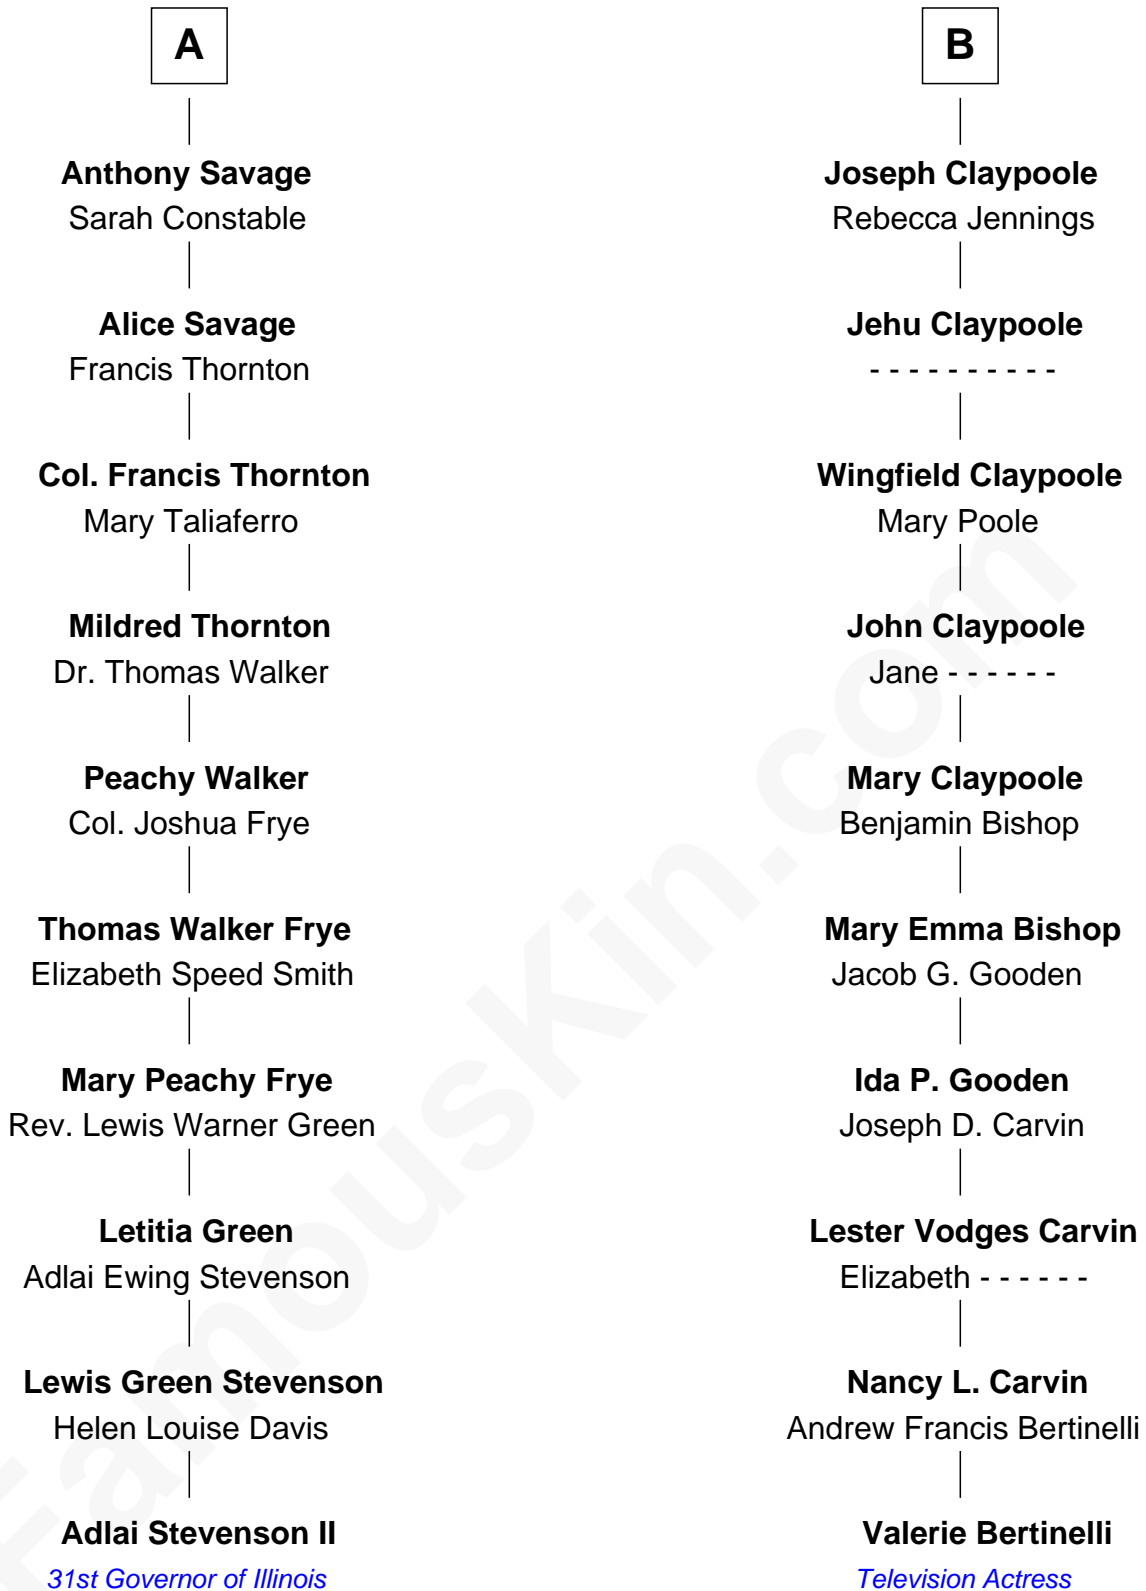 A
Anthony Savage
Sarah Constable
Alice Savage
Francis Thornton
Col. Francis Thornton
Mary Taliaferro
Mildred Thornton
Dr. Thomas Walker
Peachy Walker
Col. Joshua Frye
Thomas Walker Frye
Elizabeth Speed Smith
Mary Peachy Frye
Rev. Lewis Warner Green
Letitia Green
Adlai Ewing Stevenson
Lewis Green Stevenson
Helen Louise Davis
Adlai Stevenson II
31st Governor of Illinois
B
Joseph Claypoole
Rebecca Jennings
Jehu Claypoole
- - - - - - - - - -
Wingfield Claypoole
Mary Poole
John Claypoole
Jane - - - - - -
Mary Claypoole
Benjamin Bishop
Mary Emma Bishop
Jacob G. Gooden
Ida P. Gooden
Joseph D. Carvin
Lester Vodges Carvin
Elizabeth - - - - - -
Nancy L. Carvin
Andrew Francis Bertinelli
Valerie Bertinelli
Television Actress
FamousKin.com